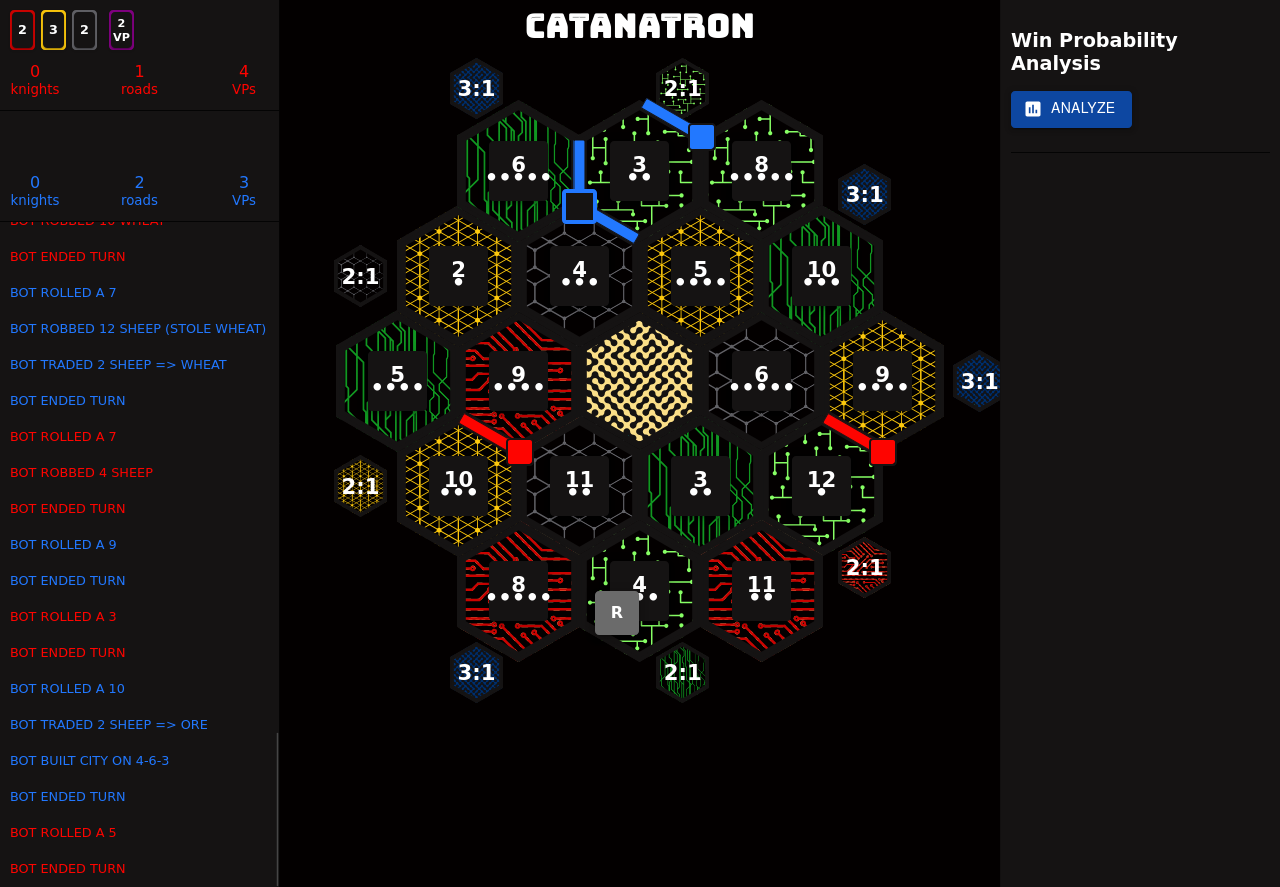 2 3 2 2
VP
0 1 4
knights roads VPs
0 2 3
knights roads VPs
BOT ROBBED 10 WHEAT
BOT ENDED TURN
BOT ROLLED A 7
BOT ROBBED 12 SHEEP (STOLE WHEAT)
BOT TRADED 2 SHEEP => WHEAT
BOT ENDED TURN
BOT ROLLED A 7
BOT ROBBED 4 SHEEP
BOT ENDED TURN
BOT ROLLED A 9
BOT ENDED TURN
BOT ROLLED A 3
BOT ENDED TURN
BOT ROLLED A 10
BOT TRADED 2 SHEEP => ORE
BOT BUILT CITY ON 4-6-3
BOT ENDED TURN
BOT ROLLED A 5
BOT ENDED TURN
CATANATRON
3:1 2:1
6 3 8
3:1
2:1 2 4 5 10
5 9 6 9 3:1
2:1 10 11 3 12
2:1
8 4 11
R
3:1 2:1
Win Probability
Analysis
ANALYZE